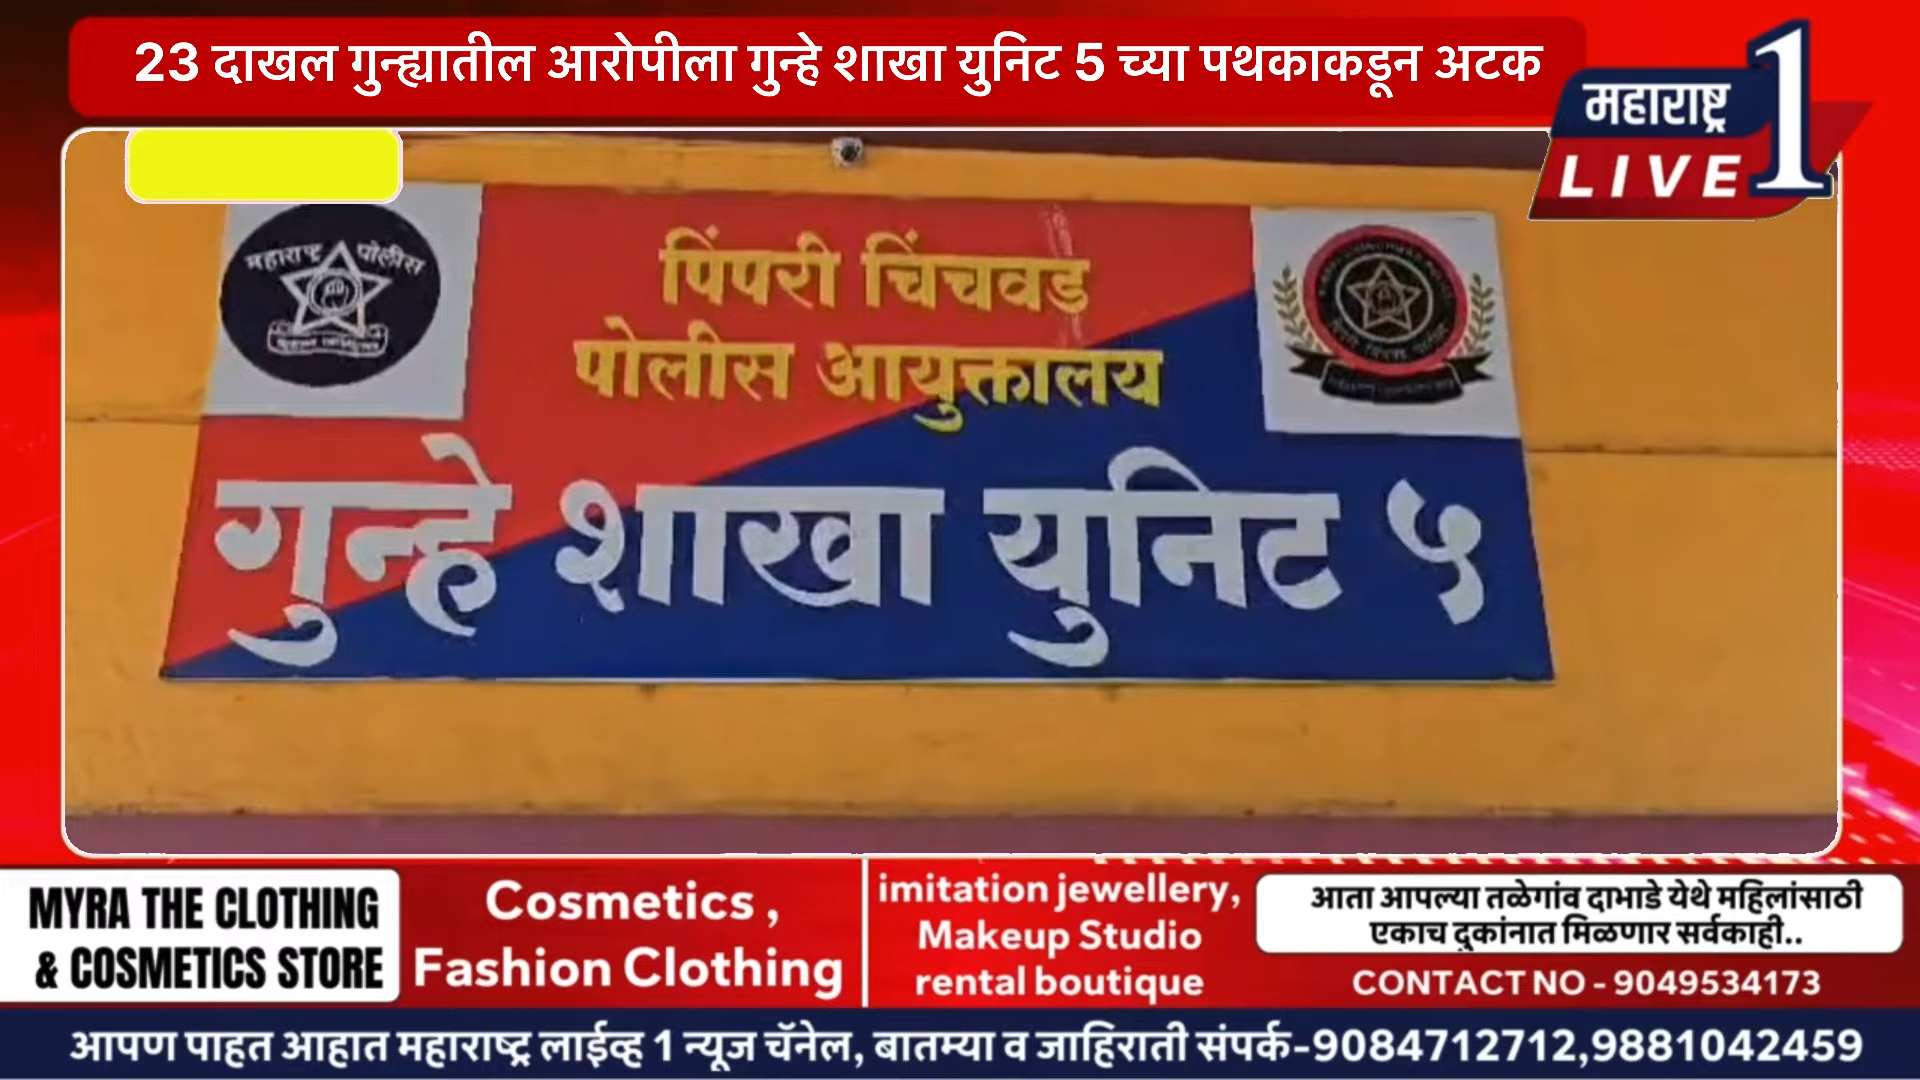 23 दाखल गुन्ह्यातील आरोपीला गुन्हे शाखा युनिट 5 च्या पथकाकडून अटक
महाराष्ट्र 1
LIVE
महाराष्ट्र पोलीस
पिंपरी चिंचवड
पोलीस आयुक्तालय
गुन्हे शाखा युनिट ५
MYRA THE CLOTHING
& COSMETICS STORE
Cosmetics ,
Fashion Clothing
imitation jewellery,
Makeup Studio
rental boutique
आता आपल्या तळेगांव दाभाडे येथे महिलांसाठी
एकाच दुकांनात मिळणार सर्वकाही..
CONTACT NO - 9049534173
आपण पाहत आहात महाराष्ट्र लाईव्ह 1 न्यूज चॅनेल, बातम्या व जाहिराती संपर्क-9084712712,9881042459